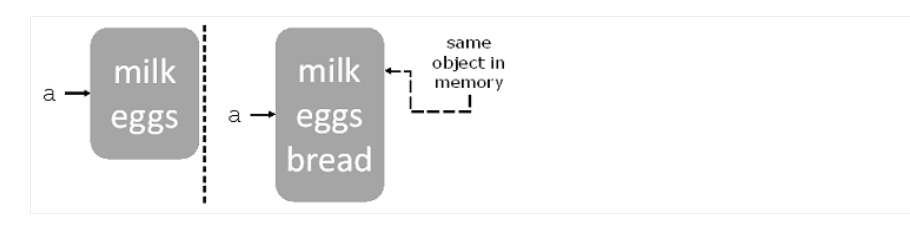 a
milk
eggs
a
milk
eggs
bread
same
object in
memory